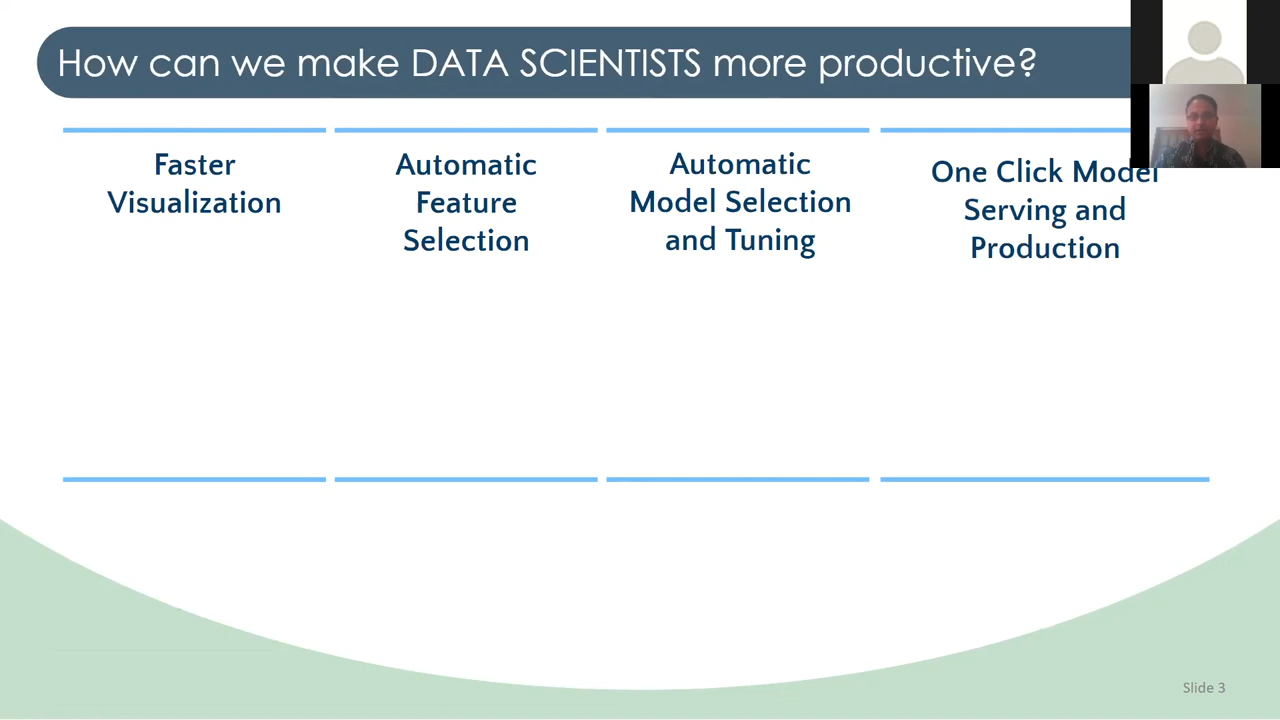 How can we make DATA SCIENTISTS more productive?
Faster
Visualization
Automatic
Feature
Selection
Automatic
Model Selection
and Tuning
One Click Model
Serving and
Production
Slide 3